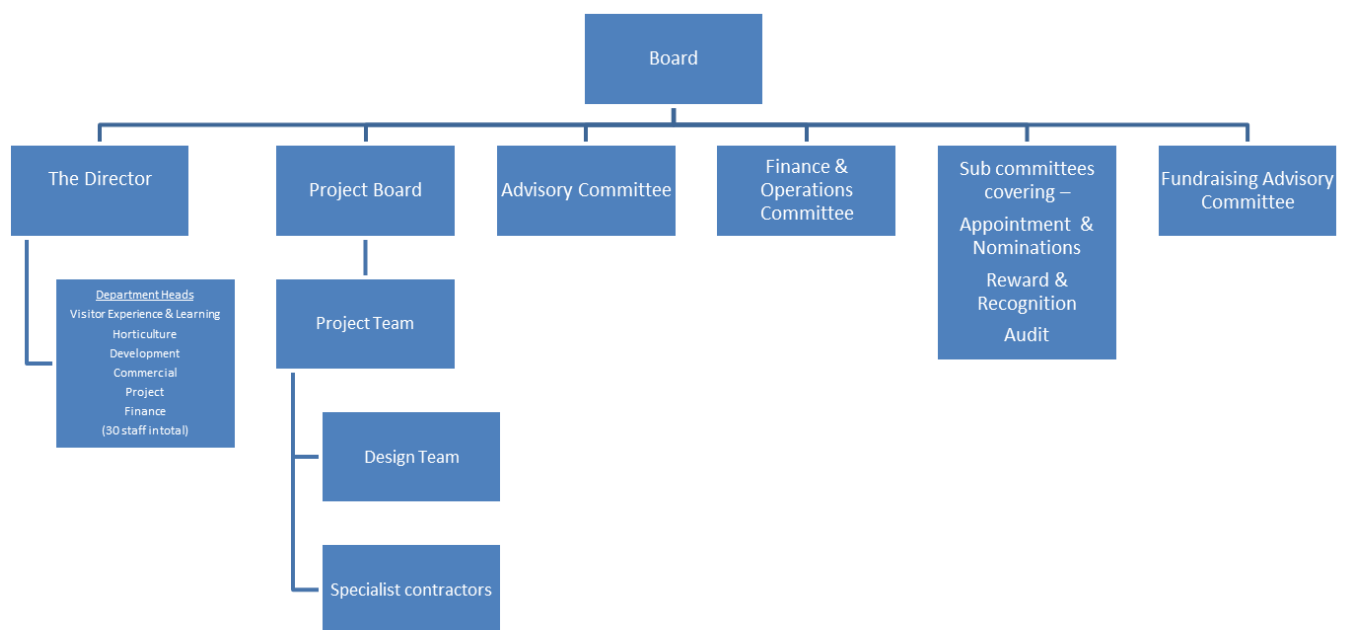 Board
The Director
Project Board
Advisory Committee
Finance &
Operations
Committee
Sub committees
covering –
Appointment & 
Nominations
Reward &
Recognition
Audit
Fundraising Advisory
Committee
Department Heads
Visitor Experience & Learning
Horticulture
Development
Commercial
Project
Finance
(30 staff in total)
Project Team
Design Team
Specialist contractors